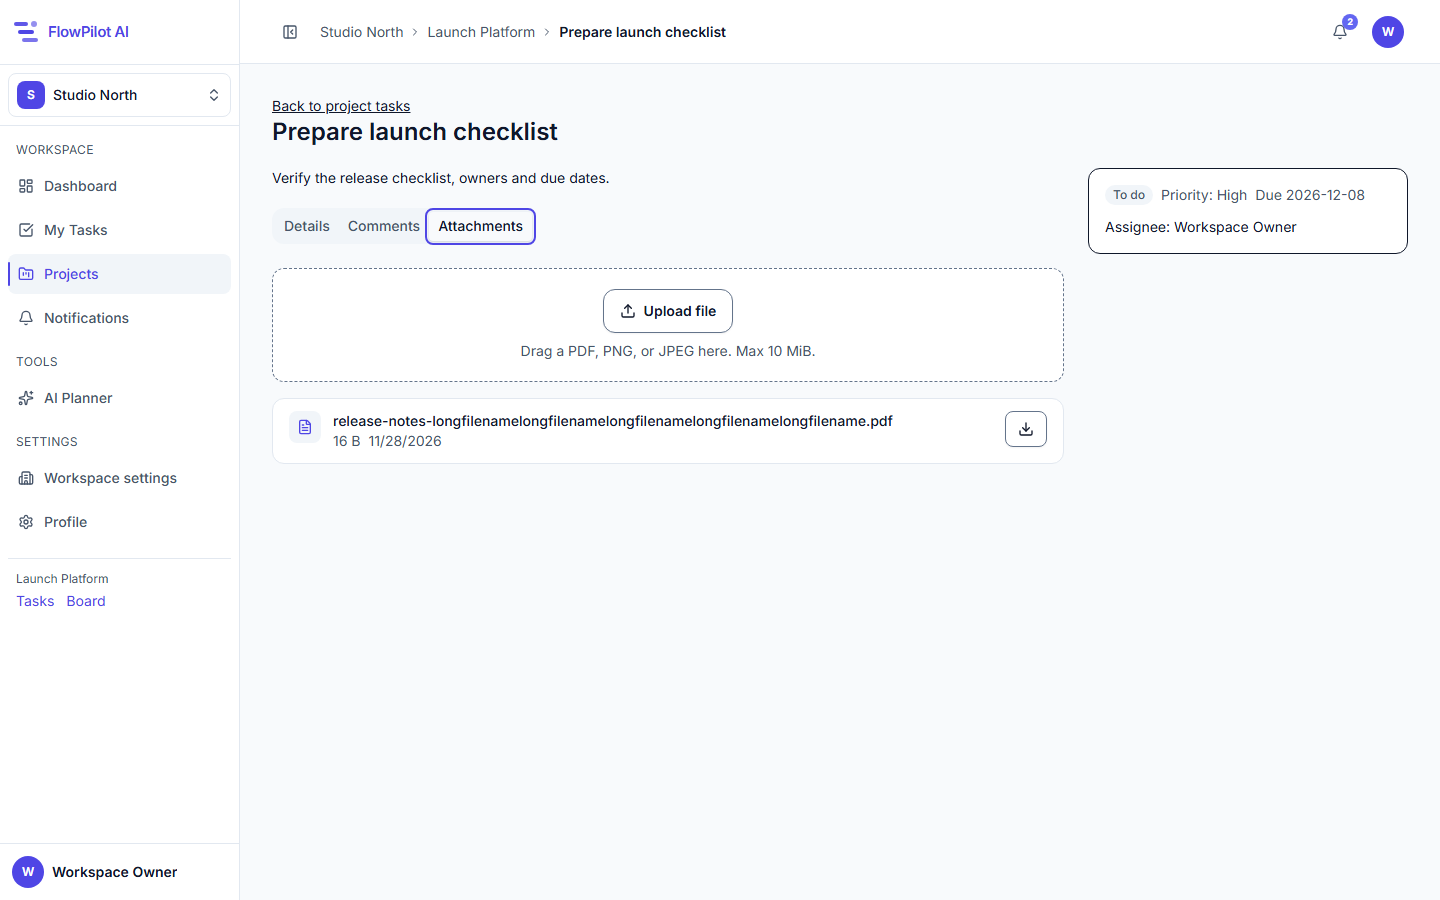 FlowPilot AI
Studio North › Launch Platform › Prepare launch checklist
2
W
S
Studio North
WORKSPACE
Dashboard
My Tasks
Projects
Notifications
TOOLS
AI Planner
SETTINGS
Workspace settings
Profile
Launch Platform
Tasks Board
W
Workspace Owner
Back to project tasks
Prepare launch checklist
Verify the release checklist, owners and due dates.
Details Comments Attachments
Upload file
Drag a PDF, PNG, or JPEG here. Max 10 MiB.
release-notes-longfilenamelongfilenamelongfilenamelongfilenamelongfilename.pdf
16 B 11/28/2026
To do Priority: High Due 2026-12-08
Assignee: Workspace Owner